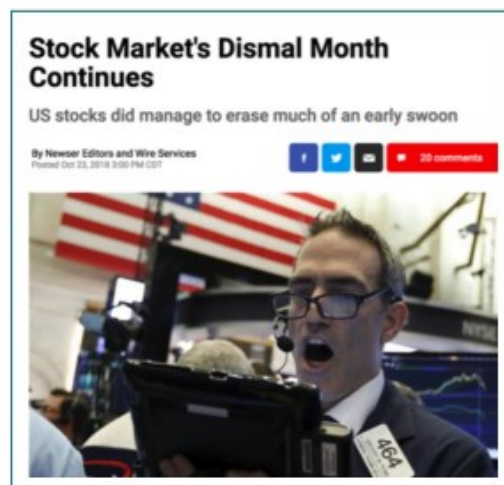 Stock Market's Dismal Month
Continues
US stocks did manage to erase much of an early swoon
By Newser Editors and Wire Services
Posted Oct 23, 2018 3:00 PM CDT
f
20 comments
NYS
464